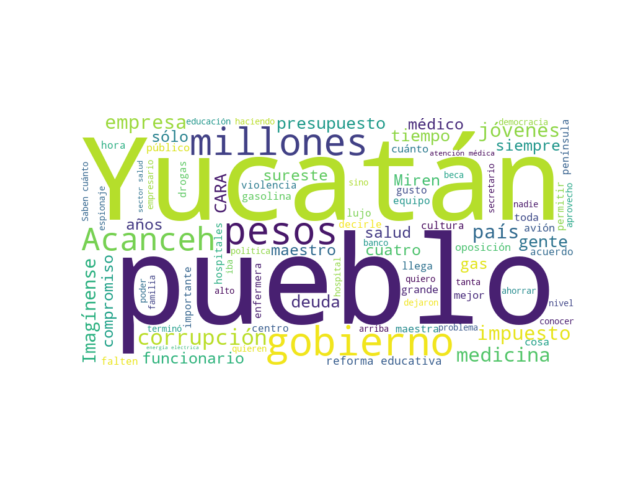 empresa
educación
haciendo
presupuesto
médico
democracia
hora
público
sólo
millones
tiempo
cuánto
jóvenes
siempre
península
Saben cuánto
espionaje
Yucatán
sector salud
empresario
drogas
sureste
violencia
gasolina
CARA
salud
sino
Miren
gusto
equipo
atención médica
beca
secretario
nadie
permitir
aprovecho
Acanceh
años
hospitales
pesos
lujo
decirle
maestro
cuatro
banco
país
cultura
toda
avión
gente
Imagínense
compromiso
política
iba
oposición
acuerdo
pueblo
poder
familia
importante
alto
enfermera
deuda
hospital
llega
quiero
grande
gas
tanta
mejor
ahorrar
nivel
conocer
dejaron
terminó
centro
arriba
maestra
problema
corrupción
gobierno
impuesto
cosa
energía eléctrica
quieren
falten
funcionario
reforma educativa
medicina